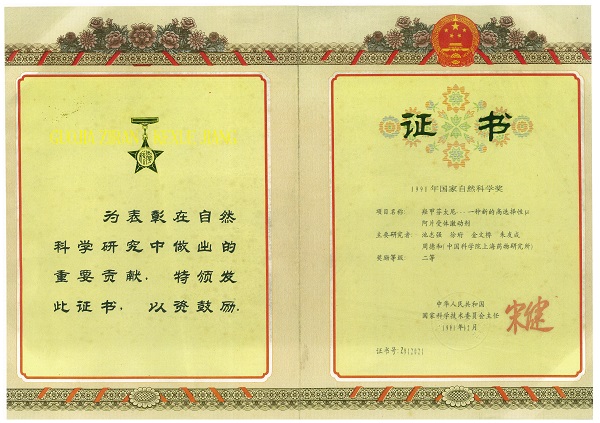 为表彰在自然
科学研究中做出的
重要贡献，特颁发
此证书，以资鼓励．
证书
1991年国家自然科学奖
项目名称：羟甲芬太尼---一种新的高选择性μ
阿片受体激动剂
主要研究者：池志强 徐珩 金文桥 朱友成
周德和(中国科学院上海药物研究所)
奖励等级：二等
中华人民共和国
国家科学技术委员会主任
宋健
1991年12月
证书号：Z912021